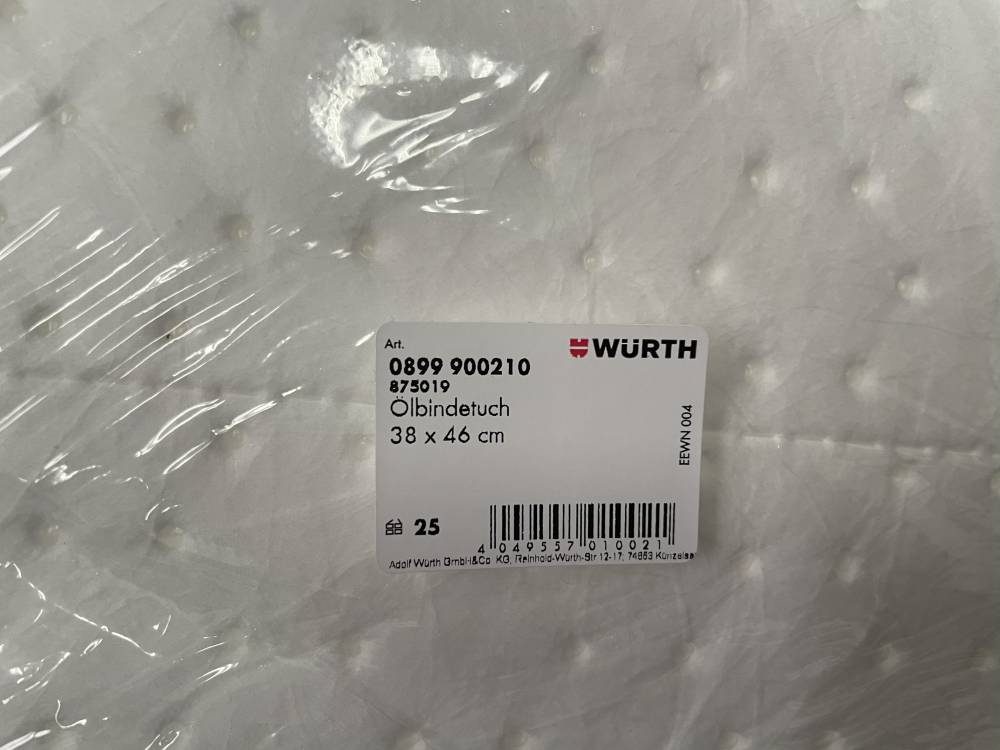 Art.
WÜRTH
0899 900210
875019
Ölbindetuch
38 x 46 cm
EEWN 004
25
4 049557 010021
Adolf Würth GmbH&Co. KG, Reinhold-Würth-Str 12-17, 74653 Künzelsa